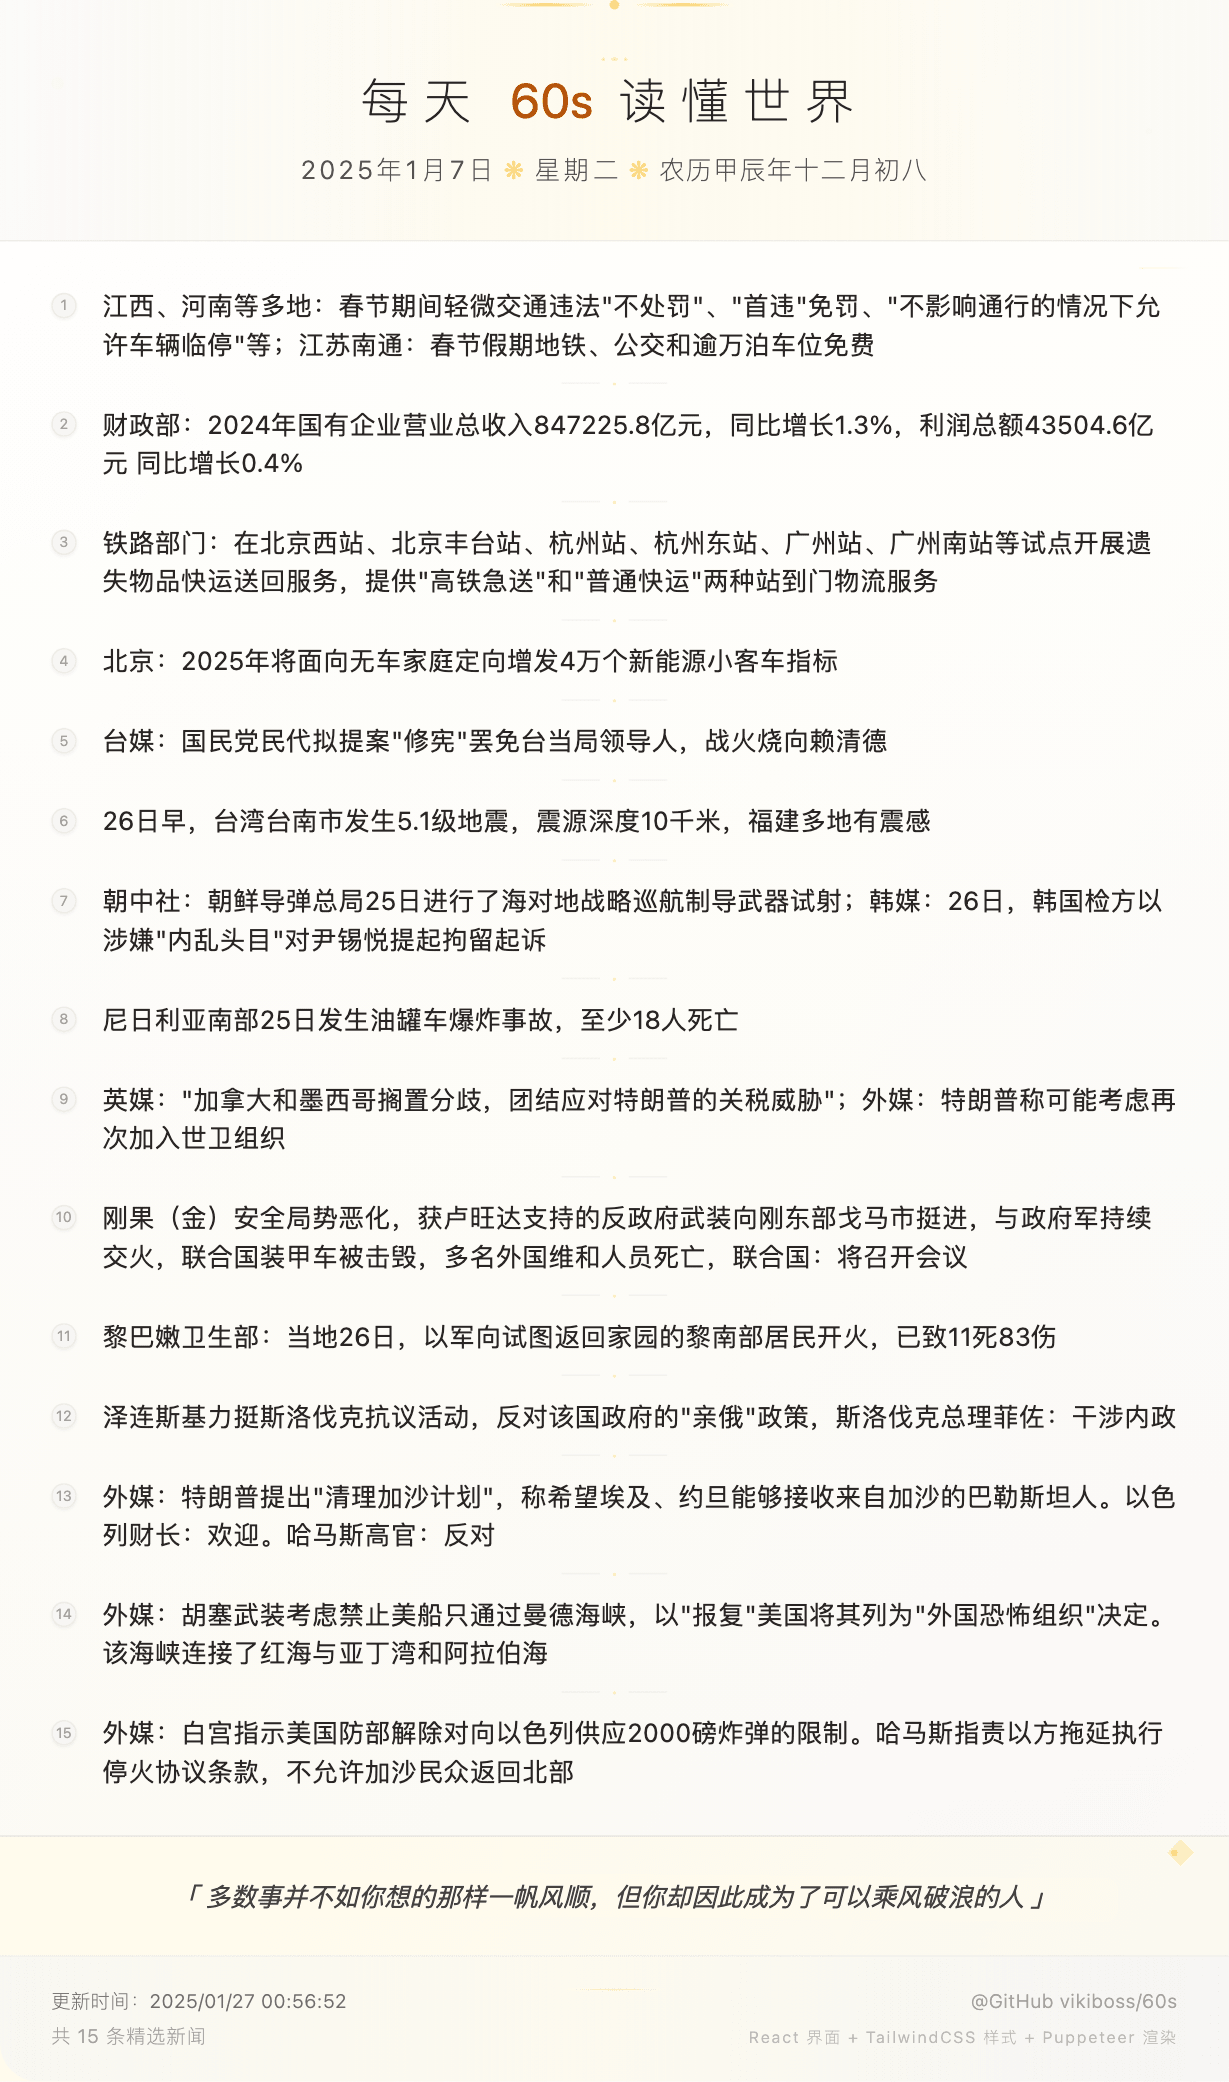 每天 60s 读懂世界
2025年1月7日 ❋ 星期二 ❋ 农历甲辰年十二月初八
1 江西、河南等多地：春节期间轻微交通违法"不处罚"、"首违"免罚、"不影响通行的情况下允
许车辆临停"等；江苏南通：春节假期地铁、公交和逾万泊车位免费
2 财政部：2024年国有企业营业总收入847225.8亿元，同比增长1.3%，利润总额43504.6亿
元 同比增长0.4%
3 铁路部门：在北京西站、北京丰台站、杭州站、杭州东站、广州站、广州南站等试点开展遗
失物品快运送回服务，提供"高铁急送"和"普通快运"两种站到门物流服务
4 北京：2025年将面向无车家庭定向增发4万个新能源小客车指标
5 台媒：国民党民代拟提案"修宪"罢免台当局领导人，战火烧向赖清德
6 26日早，台湾台南市发生5.1级地震，震源深度10千米，福建多地有震感
7 朝中社：朝鲜导弹总局25日进行了海对地战略巡航制导武器试射；韩媒：26日，韩国检方以
涉嫌"内乱头目"对尹锡悦提起拘留起诉
8 尼日利亚南部25日发生油罐车爆炸事故，至少18人死亡
9 英媒："加拿大和墨西哥搁置分歧，团结应对特朗普的关税威胁"；外媒：特朗普称可能考虑再
次加入世卫组织
10 刚果（金）安全局势恶化，获卢旺达支持的反政府武装向刚东部戈马市挺进，与政府军持续
交火，联合国装甲车被击毁，多名外国维和人员死亡，联合国：将召开会议
11 黎巴嫩卫生部：当地26日，以军向试图返回家园的黎南部居民开火，已致11死83伤
12 泽连斯基力挺斯洛伐克抗议活动，反对该国政府的"亲俄"政策，斯洛伐克总理菲佐：干涉内政
13 外媒：特朗普提出"清理加沙计划"，称希望埃及、约旦能够接收来自加沙的巴勒斯坦人。以色
列财长：欢迎。哈马斯高官：反对
14 外媒：胡塞武装考虑禁止美船只通过曼德海峡，以"报复"美国将其列为"外国恐怖组织"决定。
该海峡连接了红海与亚丁湾和阿拉伯海
15 外媒：白宫指示美国防部解除对向以色列供应2000磅炸弹的限制。哈马斯指责以方拖延执行
停火协议条款，不允许加沙民众返回北部
「多数事并不如你想的那样一帆风顺，但你却因此成为了可以乘风破浪的人」
更新时间：2025/01/27 00:56:52
@GitHub vikiboss/60s
共 15 条精选新闻
React 界面 + TailwindCSS 样式 + Puppeteer 渲染